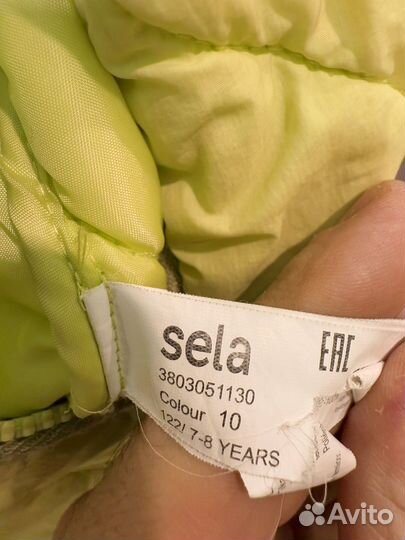 sela
EAC
3803051130
Colour 10
122/ 7-8 YEARS
Avito